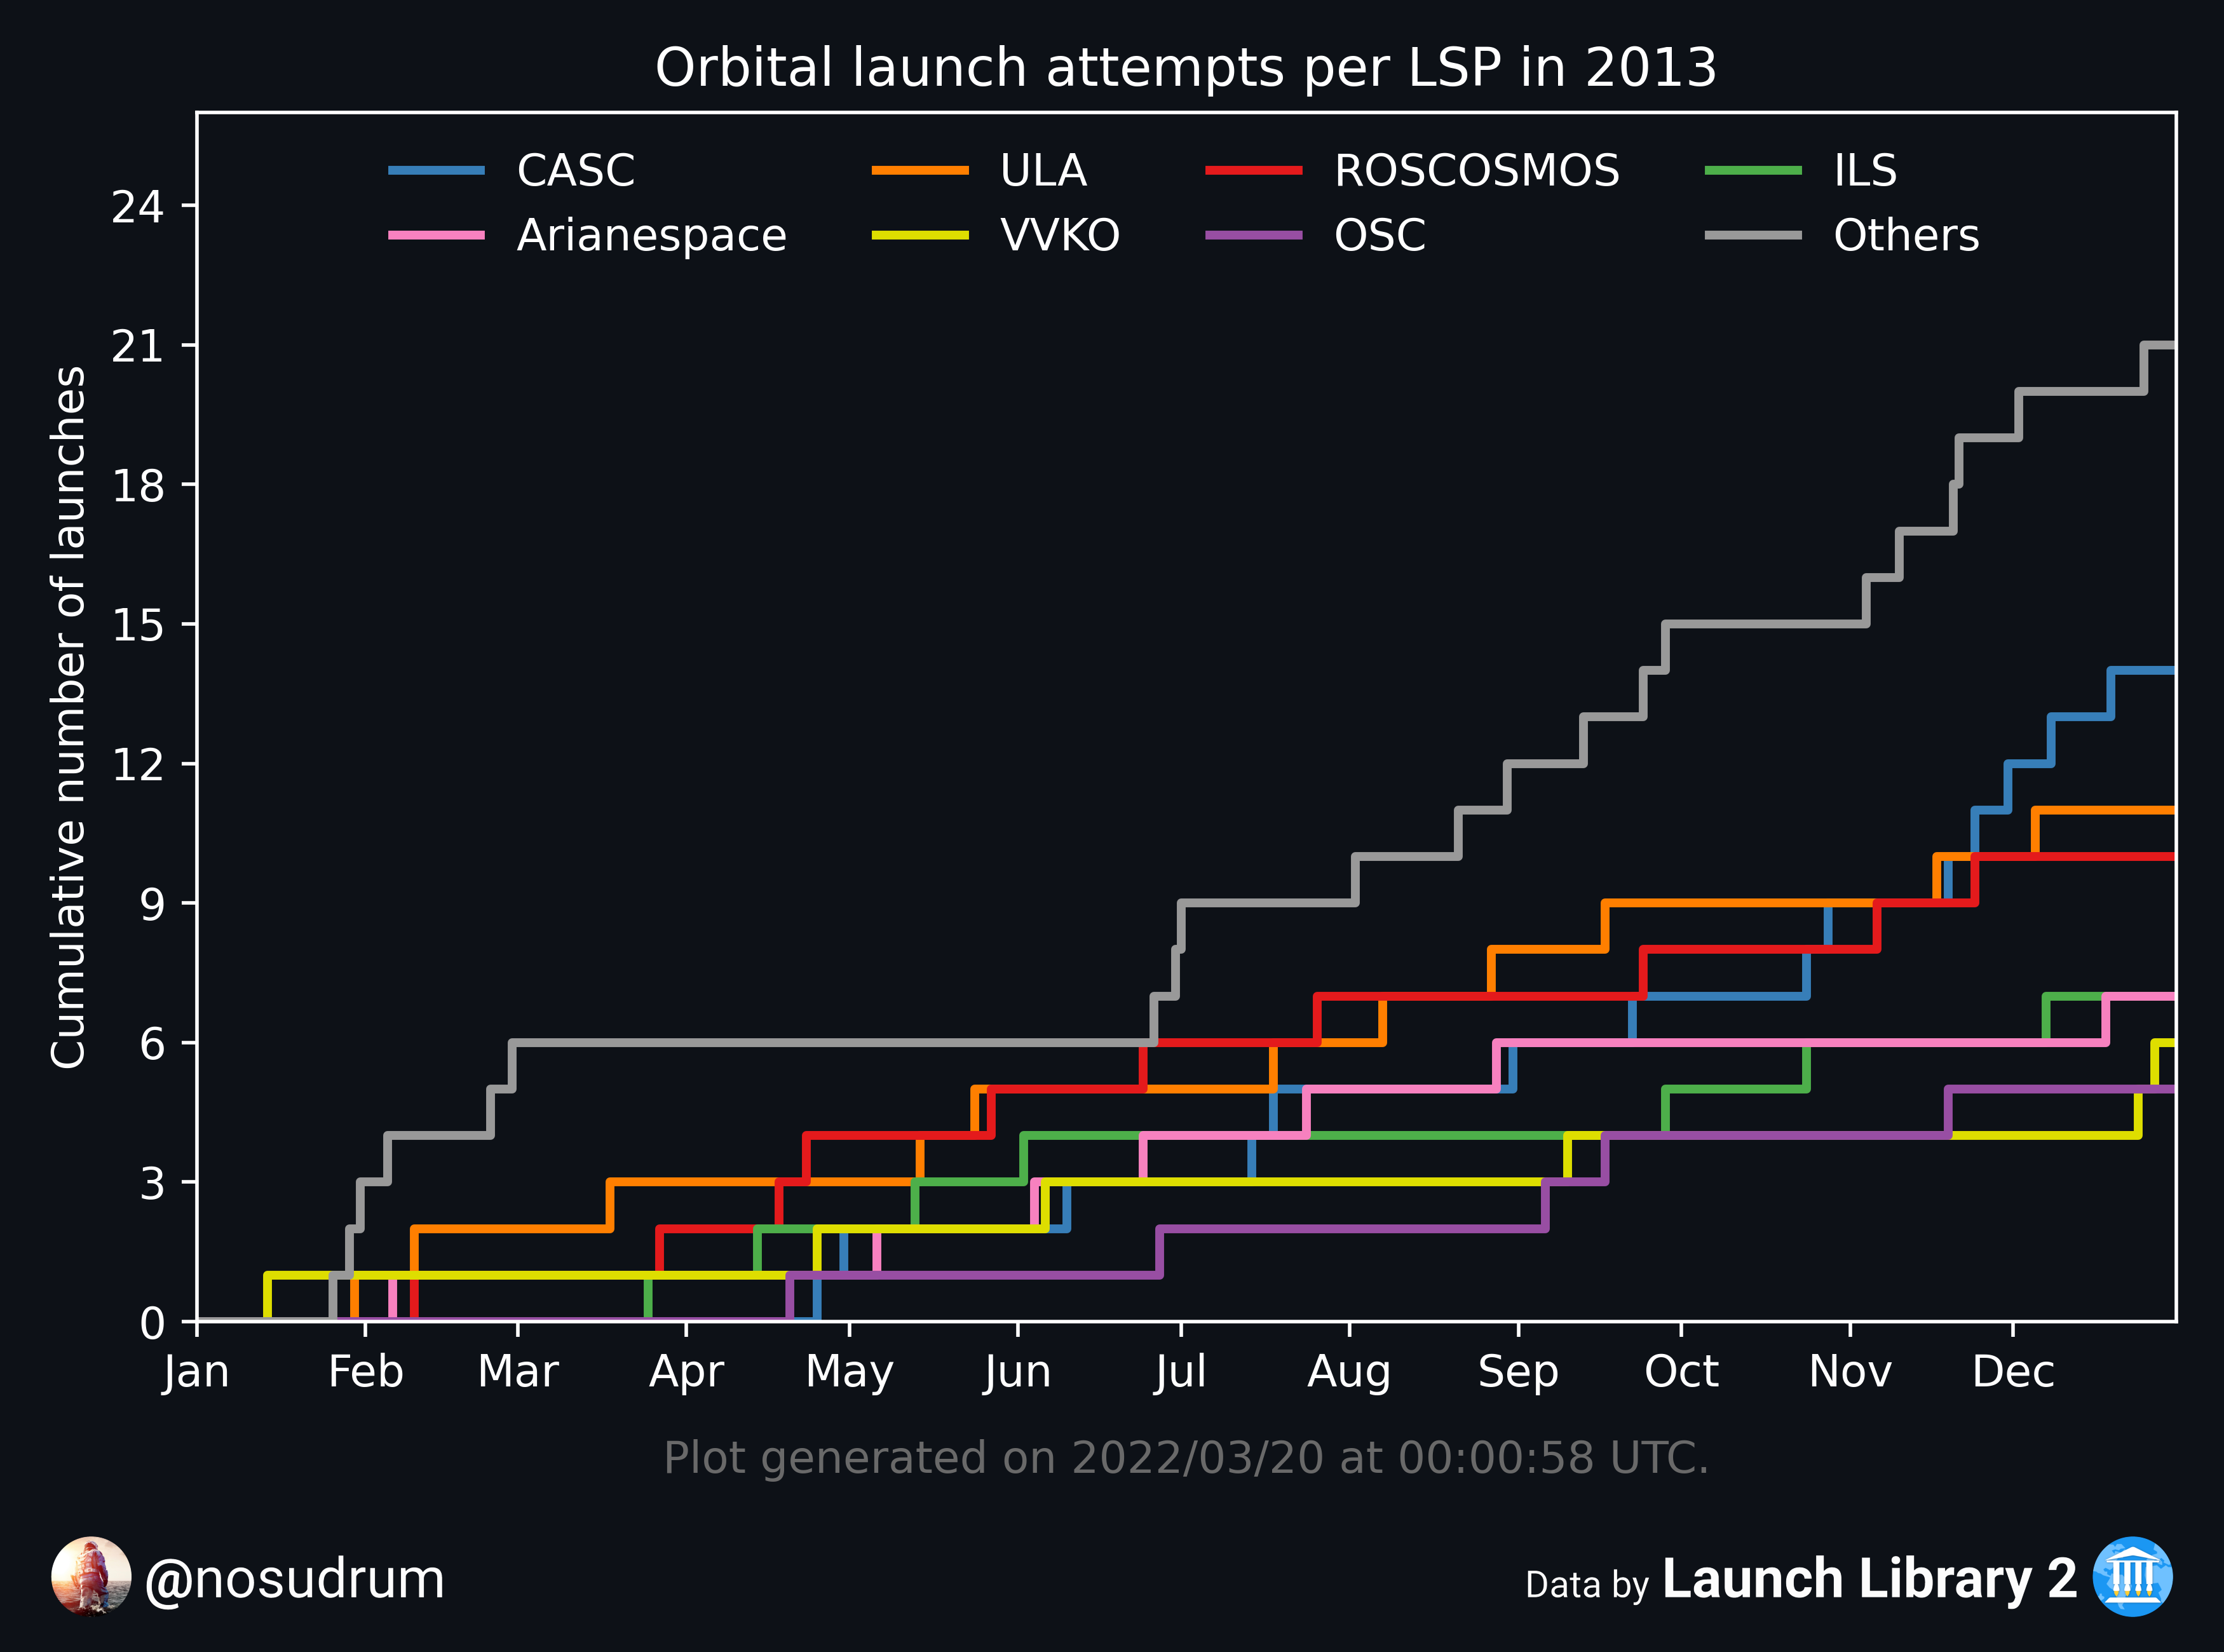 Orbital launch attempts per LSP in 2013
CASC ULA ROSCOSMOS ILS
Arianespace VVKO OSC Others
Cumulative number of launches
24
21
18
15
12
9
6
3
0
Jan Feb Mar Apr May Jun Jul Aug Sep Oct Nov Dec
Plot generated on 2022/03/20 at 00:00:58 UTC.
@nosudrum
Data by Launch Library 2